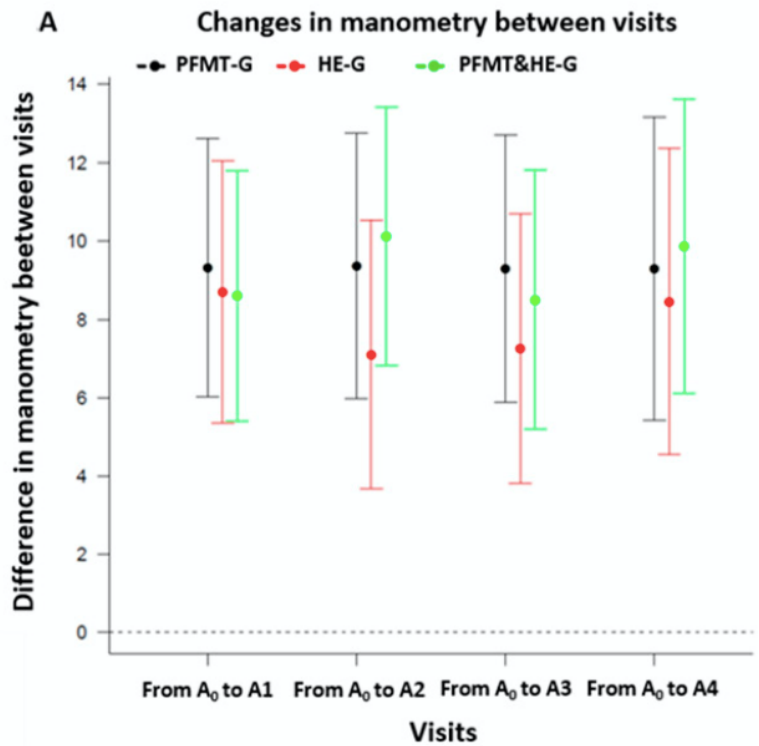 A
Changes in manometry between visits
PFMT-G HE-G PFMT&HE-G
Difference in manometry beetween visits
14
12
10
8
6
4
2
0
From A₀ to A1 From A₀ to A2 From A₀ to A3 From A₀ to A4
Visits